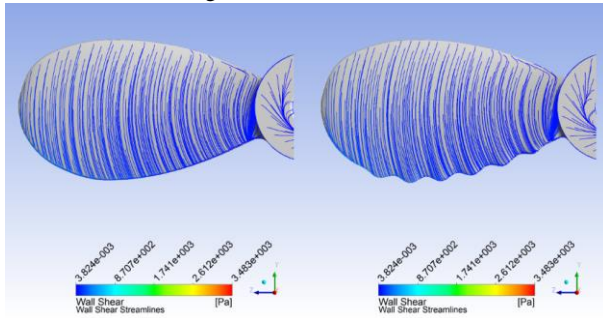 3.824e-003
8.707e+002
1.741e+003
2.612e+003
3.483e+003
Wall Shear
[Pa]
Wall Shear Streamlines
3.824e-003
8.707e+002
1.741e+003
2.612e+003
3.483e+003
Wall Shear
[Pa]
Wall Shear Streamlines